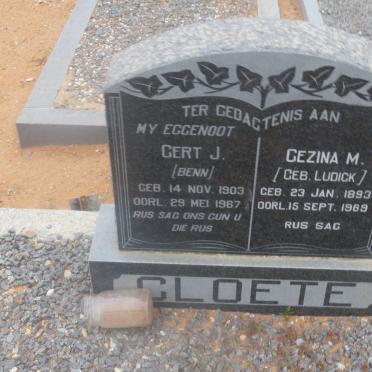 TER GEDAGTENIS AAN
MY EGGENOOT
GERT J.
[BENN]
GEB. 14 NOV. 1903
OORL. 29 MEI 1967
RUS SAG ONS GUN U
DIE RUS
GEZINA M.
[GEB. LUDICK]
GEB. 23 JAN. 1893
OORL. 15 SEPT. 1969
RUS SAG
CLOETE